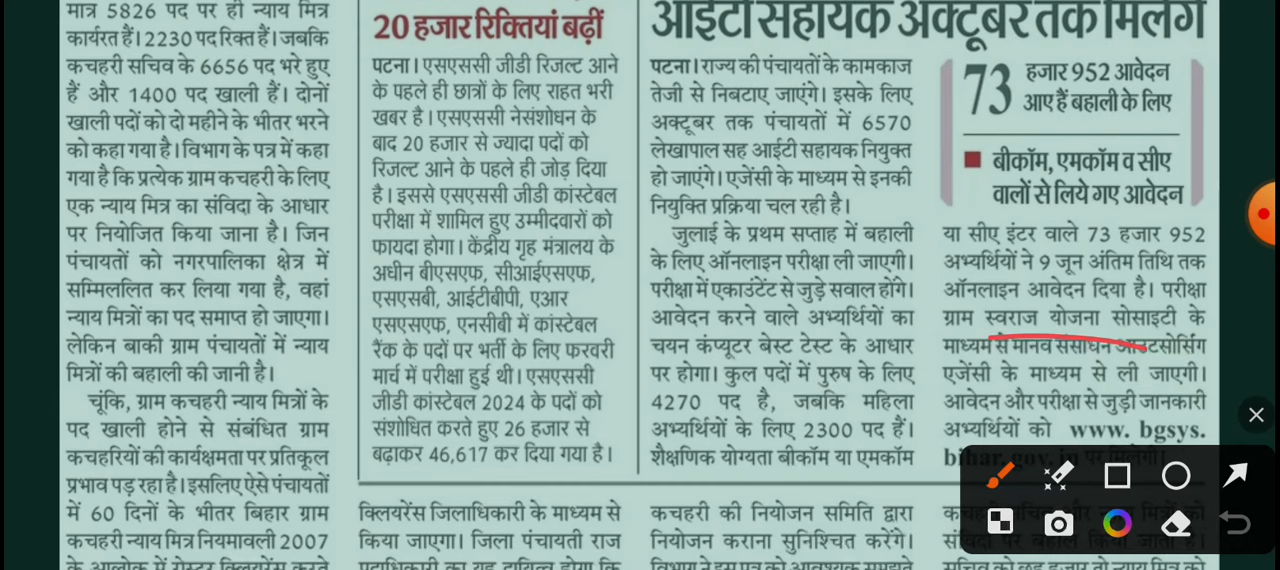 मात्र 5826 पद पर ही न्याय मित्र
कार्यरत हैं। 2230 पद रिक्त हैं। जबकि
कचहरी सचिव के 6656 पद भरे हुए
हैं और 1400 पद खाली हैं। दोनों
खाली पदों को दो महीने के भीतर भरने
को कहा गया है। विभाग के पत्र में कहा
गया है कि प्रत्येक ग्राम कचहरी के लिए
एक न्याय मित्र का संविदा के आधार
पर नियोजित किया जाना है। जिन
पंचायतों को नगरपालिका क्षेत्र में
सम्मिललित कर लिया गया है, वहां
न्याय मित्रों का पद समाप्त हो जाएगा।
लेकिन बाकी ग्राम पंचायतों में न्याय
मित्रों की बहाली की जानी है।
चूंकि, ग्राम कचहरी न्याय मित्रों के
पद खाली होने से संबंधित ग्राम
कचहरियों की कार्यक्षमता पर प्रतिकूल
प्रभाव पड़ रहा है। इसलिए ऐसे पंचायतों
में 60 दिनों के भीतर बिहार ग्राम
कचहरी न्याय मित्र नियमावली 2007
के आलोक में रोस्टर क्लियरेंस करते
20 हजार रिक्तियां बढ़ीं
पटना। एसएससी जीडी रिजल्ट आने
के पहले ही छात्रों के लिए राहत भरी
खबर है। एसएससी नेसंशोधन के
बाद 20 हजार से ज्यादा पदों को
रिजल्ट आने के पहले ही जोड़ दिया
है। इससे एसएससी जीडी कांस्टेबल
परीक्षा में शामिल हुए उम्मीदवारों को
फायदा होगा। केंद्रीय गृह मंत्रालय के
अधीन बीएसएफ, सीआईएसएफ,
एसएसबी, आईटीबीपी, एआर
एसएसएफ, एनसीबी में कांस्टेबल
रैंक के पदों पर भर्ती के लिए फरवरी
मार्च में परीक्षा हुई थी। एसएससी
जीडी कांस्टेबल 2024 के पदों को
संशोधित करते हुए 26 हजार से
बढ़ाकर 46,617 कर दिया गया है।
क्लियरेंस जिलाधिकारी के माध्यम से
किया जाएगा। जिला पंचायती राज
पदाधिकारी का यह दायित्व होगा कि
आईटी सहायक अक्टूबर तक मिलेंगे
पटना। राज्य की पंचायतों के कामकाज
तेजी से निबटाए जाएंगे। इसके लिए
अक्टूबर तक पंचायतों में 6570
लेखापाल सह आईटी सहायक नियुक्त
हो जाएंगे। एजेंसी के माध्यम से इनकी
नियुक्ति प्रक्रिया चल रही है।
जुलाई के प्रथम सप्ताह में बहाली
के लिए ऑनलाइन परीक्षा ली जाएगी।
परीक्षा में एकाउंटेंट से जुड़े सवाल होंगे।
आवेदन करने वाले अभ्यर्थियों का
चयन कंप्यूटर बेस्ट टेस्ट के आधार
पर होगा। कुल पदों में पुरुष के लिए
4270 पद है, जबकि महिला
अभ्यर्थियों के लिए 2300 पद हैं।
शैक्षणिक योग्यता बीकॉम या एमकॉम
73 हजार 952 आवेदन
आए हैं बहाली के लिए
बीकॉम, एमकॉम व सीए
वालों से लिये गए आवेदन
या सीए इंटर वाले 73 हजार 952
अभ्यर्थियों ने 9 जून अंतिम तिथि तक
ऑनलाइन आवेदन दिया है। परीक्षा
ग्राम स्वराज योजना सोसाइटी के
माध्यम से मानव संसाधन आउटसोर्सिंग
एजेंसी के माध्यम से ली जाएगी।
आवेदन और परीक्षा से जुड़ी जानकारी
अभ्यर्थियों को www. bgsys.
bihar.gov.in पर मिलेगी।
कचहरी की नियोजन समिति द्वारा
नियोजन कराना सुनिश्चित करेंगे।